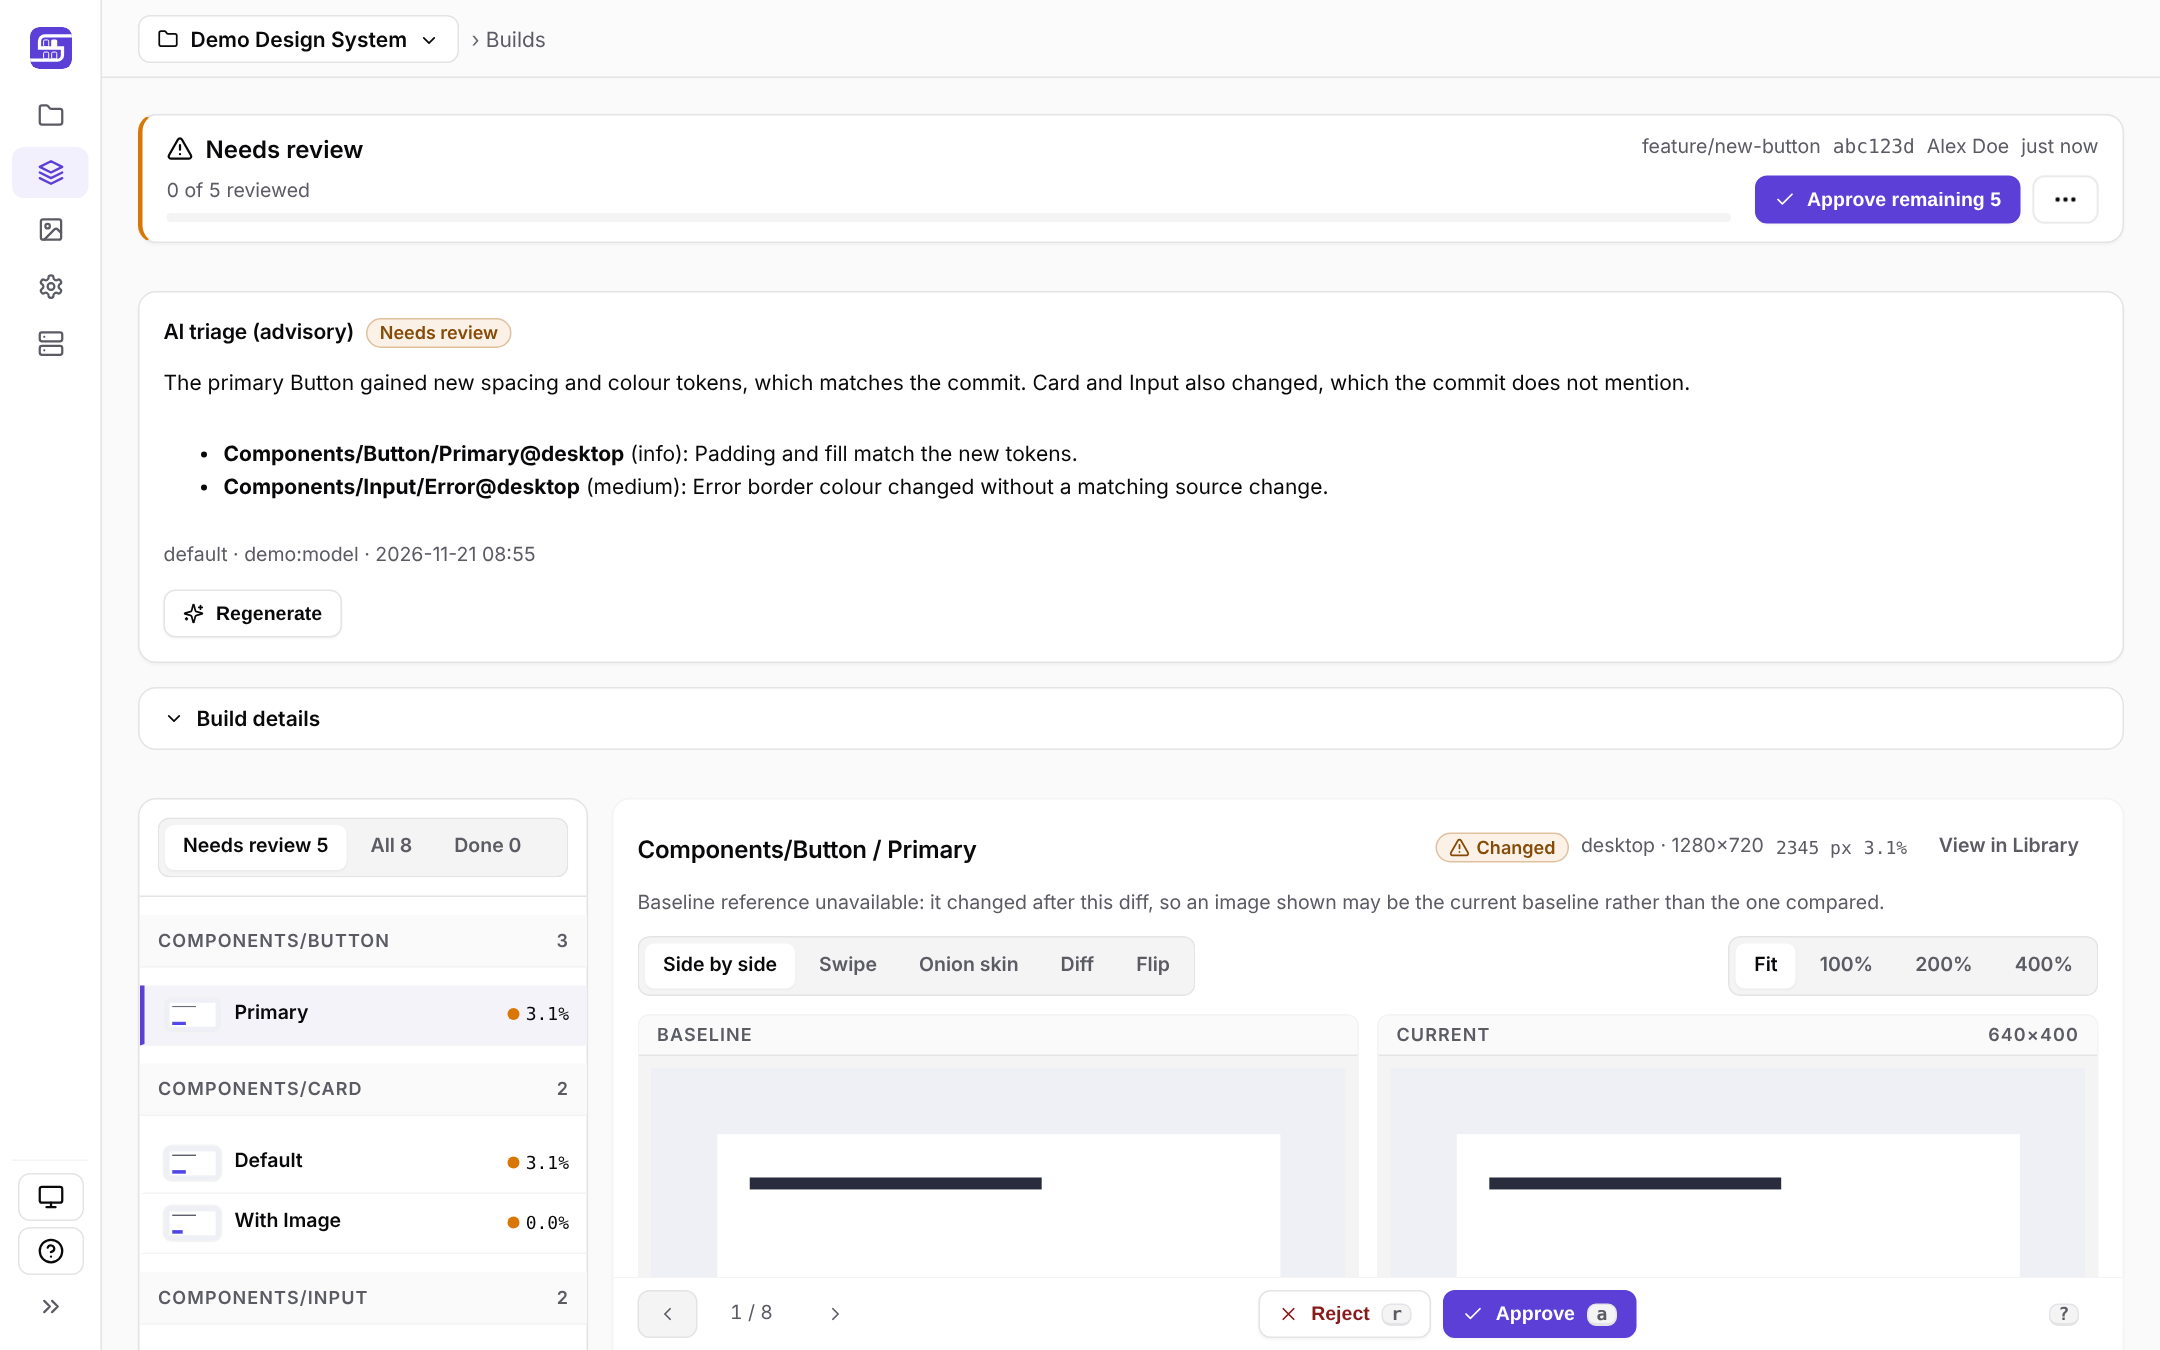 Demo Design System
› Builds
Needs review
feature/new-button abc123d Alex Doe just now
0 of 5 reviewed
Approve remaining 5
AI triage (advisory) Needs review
The primary Button gained new spacing and colour tokens, which matches the commit. Card and Input also changed, which the commit does not mention.
• Components/Button/Primary@desktop (info): Padding and fill match the new tokens.
• Components/Input/Error@desktop (medium): Error border colour changed without a matching source change.
default · demo:model · 2026-11-21 08:55
Regenerate
Build details
Needs review 5 All 8 Done 0
COMPONENTS/BUTTON 3
Primary 3.1%
COMPONENTS/CARD 2
Default 3.1%
With Image 0.0%
COMPONENTS/INPUT 2
Components/Button / Primary
Changed desktop · 1280×720 2345 px 3.1% View in Library
Baseline reference unavailable: it changed after this diff, so an image shown may be the current baseline rather than the one compared.
Side by side Swipe Onion skin Diff Flip
Fit 100% 200% 400%
BASELINE
CURRENT 640×400
1 / 8
Reject r
Approve a
?